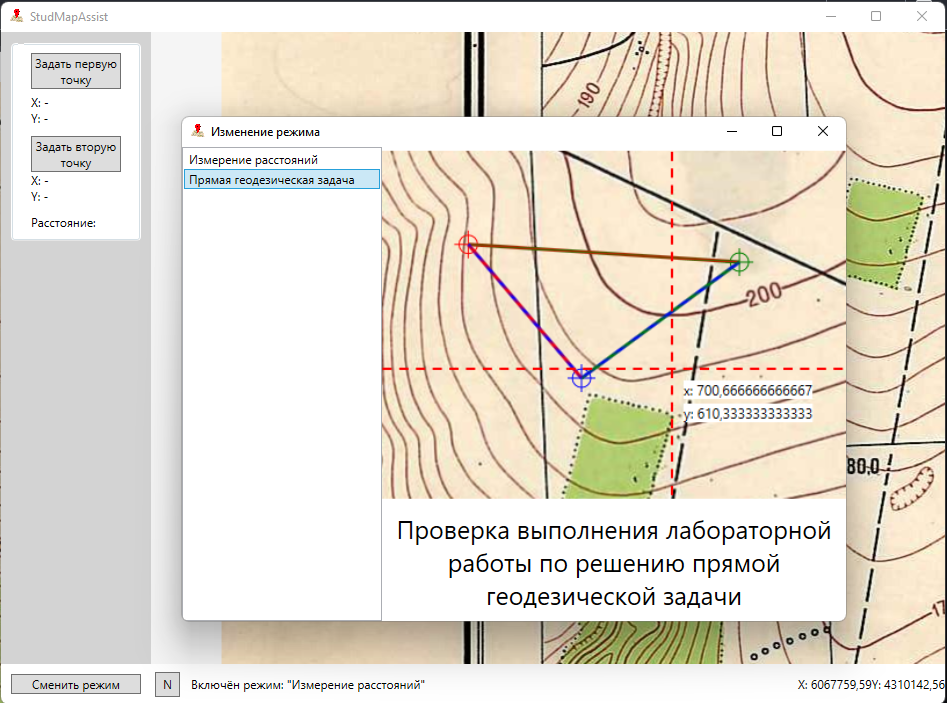 StudMapAssist
Задать первую
точку
X: -
Y: -
Задать вторую
точку
X: -
Y: -
Расстояние:
190
Изменение режима
Измерение расстояний
Прямая геодезическая задача
200
x: 700,666666666667
y: 610,333333333333
Проверка выполнения лабораторной
работы по решению прямой
геодезической задачи
80,0
17
Сменить режим
N
Включён режим: "Измерение расстояний"
X: 6067759,59Y: 4310142,56